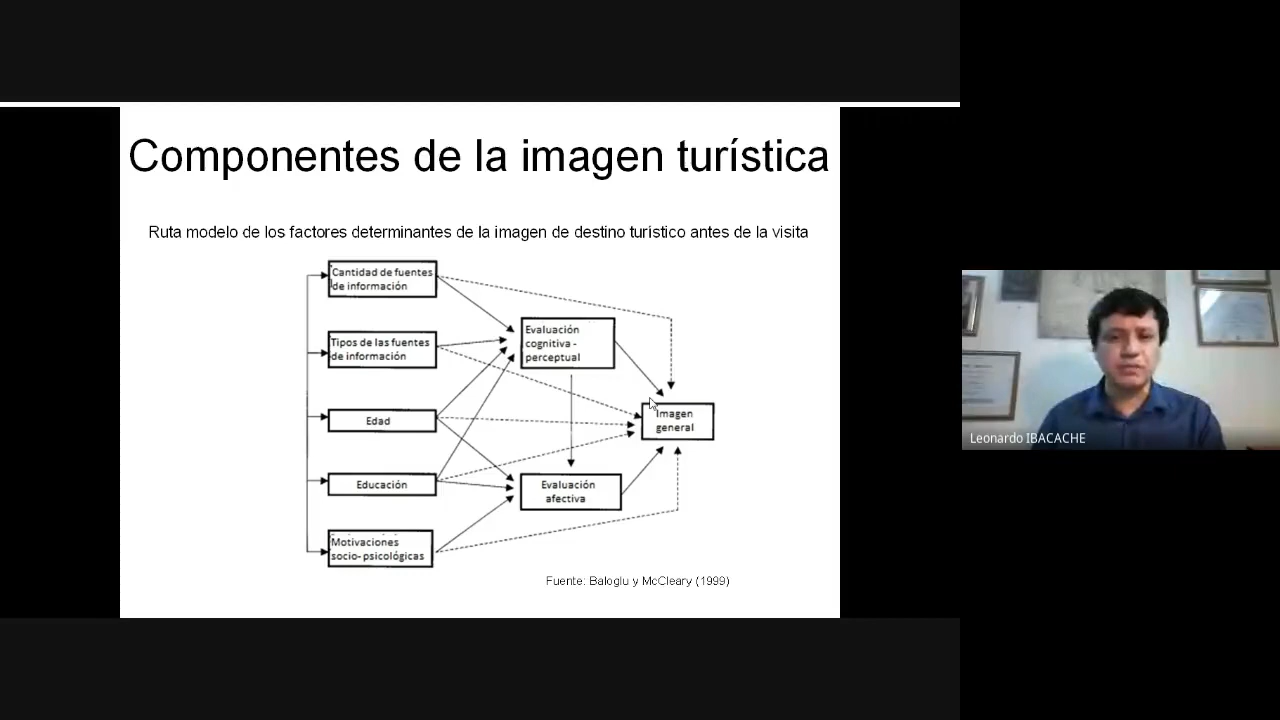 Componentes de la imagen turística
Ruta modelo de los factores determinantes de la imagen de destino turístico antes de la visita
Cantidad de fuentes
de información
Tipos de las fuentes
de información
Edad
Educación
Motivaciones
socio-psicológicas
Evaluación
cognitiva -
perceptual
Evaluación
afectiva
Imagen
general
Fuente: Baloglu y McCleary (1999)
Leonardo IBACACHE